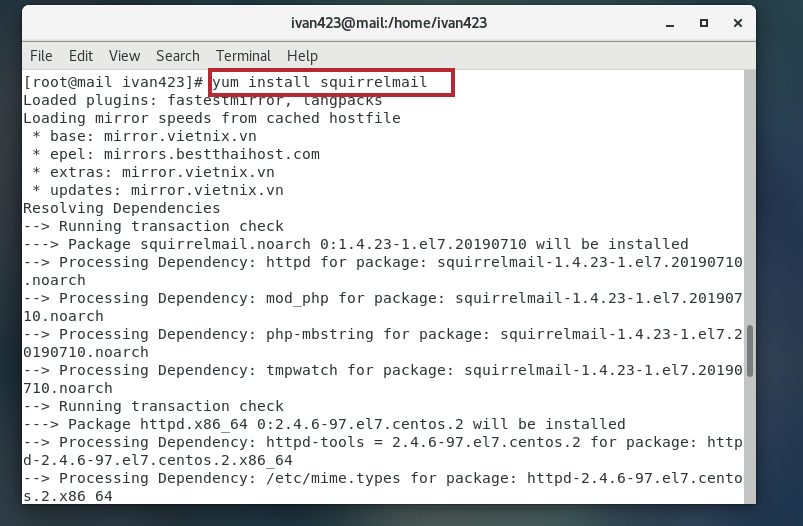 ivan423@mail:/home/ivan423
File Edit View Search Terminal Help
[root@mail ivan423]# yum install squirrelmail
Loaded plugins: fastestmirror, langpacks
Loading mirror speeds from cached hostfile
 * base: mirror.vietnix.vn
 * epel: mirrors.bestthaihost.com
 * extras: mirror.vietnix.vn
 * updates: mirror.vietnix.vn
Resolving Dependencies
--> Running transaction check
---> Package squirrelmail.noarch 0:1.4.23-1.el7.20190710 will be installed
--> Processing Dependency: httpd for package: squirrelmail-1.4.23-1.el7.20190710
.noarch
--> Processing Dependency: mod_php for package: squirrelmail-1.4.23-1.el7.201907
10.noarch
--> Processing Dependency: php-mbstring for package: squirrelmail-1.4.23-1.el7.2
0190710.noarch
--> Processing Dependency: tmpwatch for package: squirrelmail-1.4.23-1.el7.20190
710.noarch
--> Running transaction check
---> Package httpd.x86_64 0:2.4.6-97.el7.centos.2 will be installed
--> Processing Dependency: httpd-tools = 2.4.6-97.el7.centos.2 for package: http
d-2.4.6-97.el7.centos.2.x86_64
--> Processing Dependency: /etc/mime.types for package: httpd-2.4.6-97.el7.cento
s.2.x86_64